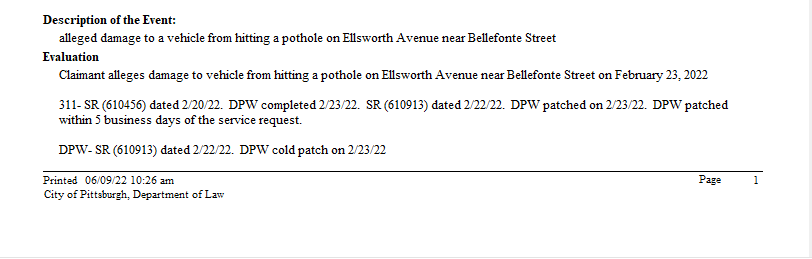 Description of the Event:
alleged damage to a vehicle from hitting a pothole on Ellsworth Avenue near Bellefonte Street
Evaluation
Claimant alleges damage to vehicle from hitting a pothole on Ellsworth Avenue near Bellefonte Street on February 23, 2022
311- SR (610456) dated 2/20/22. DPW completed 2/23/22. SR (610913) dated 2/22/22. DPW patched on 2/23/22. DPW patched
within 5 business days of the service request.
DPW- SR (610913) dated 2/22/22. DPW cold patch on 2/23/22
Printed 06/09/22 10:26 am Page 1
City of Pittsburgh, Department of Law